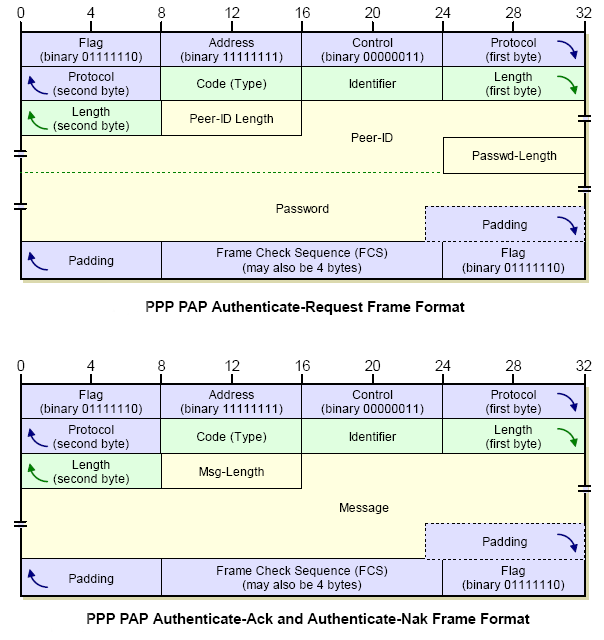 0 4 8 12 16 20 24 28 32
Flag Address Control Protocol
(binary 01111110) (binary 11111111) (binary 00000011) (first byte)
Protocol Code (Type) Identifier Length
(second byte) (first byte)
Length Peer-ID Length
(second byte)
Peer-ID
Passwd-Length
Password
Padding
Padding Frame Check Sequence (FCS) Flag
(may also be 4 bytes) (binary 01111110)
PPP PAP Authenticate-Request Frame Format
0 4 8 12 16 20 24 28 32
Flag Address Control Protocol
(binary 01111110) (binary 11111111) (binary 00000011) (first byte)
Protocol Code (Type) Identifier Length
(second byte) (first byte)
Length Msg-Length
(second byte)
Message
Padding
Padding Frame Check Sequence (FCS) Flag
(may also be 4 bytes) (binary 01111110)
PPP PAP Authenticate-Ack and Authenticate-Nak Frame Format